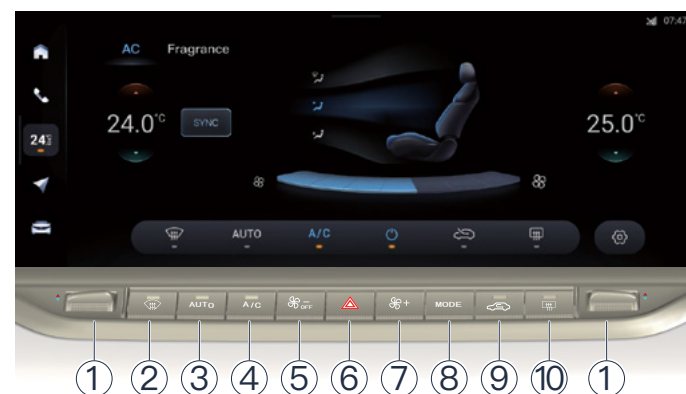 07:47
AC Fragrance
24.0°C SYNC 25.0°C
24
AUTO A/C
AUTO A/C OFF MODE
① ② ③ ④ ⑤ ⑥ ⑦ ⑧ ⑨ ⑩ ①